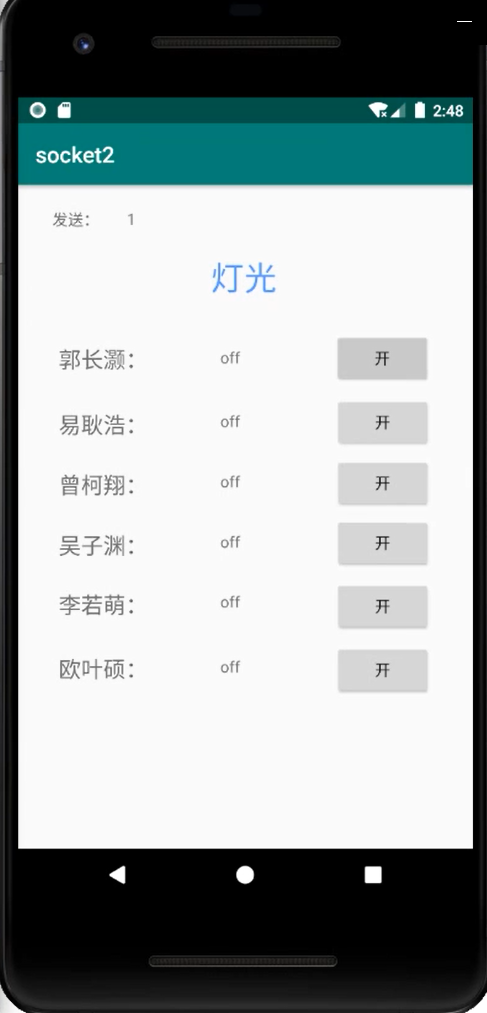 2:48
socket2
发送： 1
灯光
郭长灏： off 开
易耿浩： off 开
曾柯翔： off 开
吴子渊： off 开
李若萌： off 开
欧叶硕： off 开